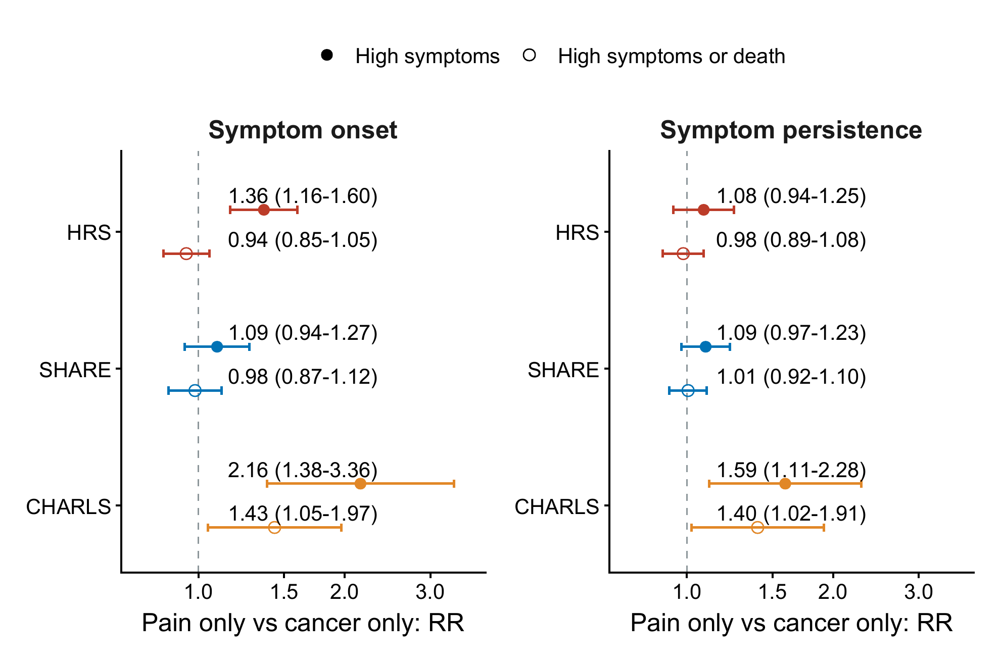 High symptoms High symptoms or death
Symptom onset
1.36 (1.16-1.60)
HRS
0.94 (0.85-1.05)
1.09 (0.94-1.27)
SHARE
0.98 (0.87-1.12)
2.16 (1.38-3.36)
CHARLS
1.43 (1.05-1.97)
1.0 1.5 2.0 3.0
Pain only vs cancer only: RR
Symptom persistence
1.08 (0.94-1.25)
HRS
0.98 (0.89-1.08)
1.09 (0.97-1.23)
SHARE
1.01 (0.92-1.10)
1.59 (1.11-2.28)
CHARLS
1.40 (1.02-1.91)
1.0 1.5 2.0 3.0
Pain only vs cancer only: RR